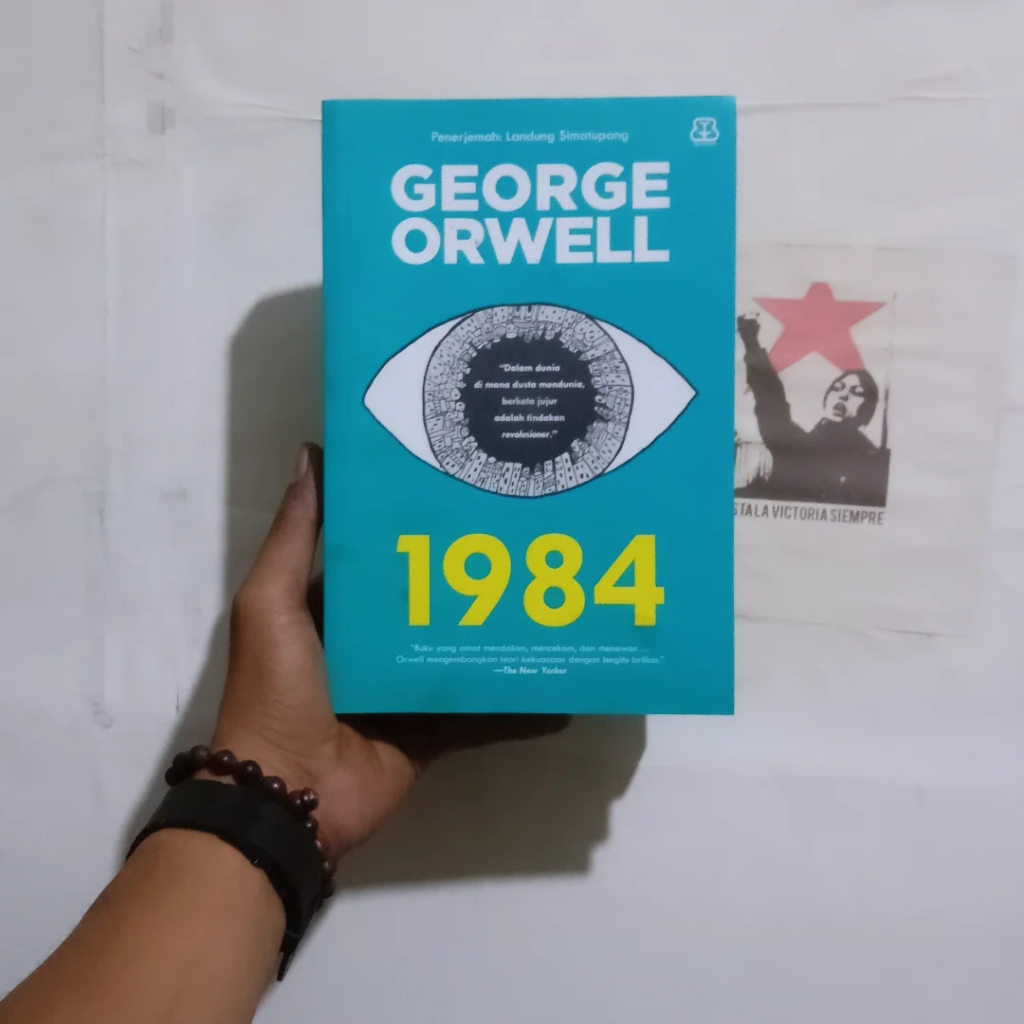 Penerjemah: Landung Simatupang
GEORGE
ORWELL
"Dalam dunia
di mana dusta mendunia,
berkata jujur
adalah tindakan
revolusioner."
1984
"Buku yang amat mendalam, mencekam, dan menawan....
Orwell mengembangkan teori kekuasaan dengan begitu brilian."
—The New Yorker
STA LA VICTORIA SIEMPRE